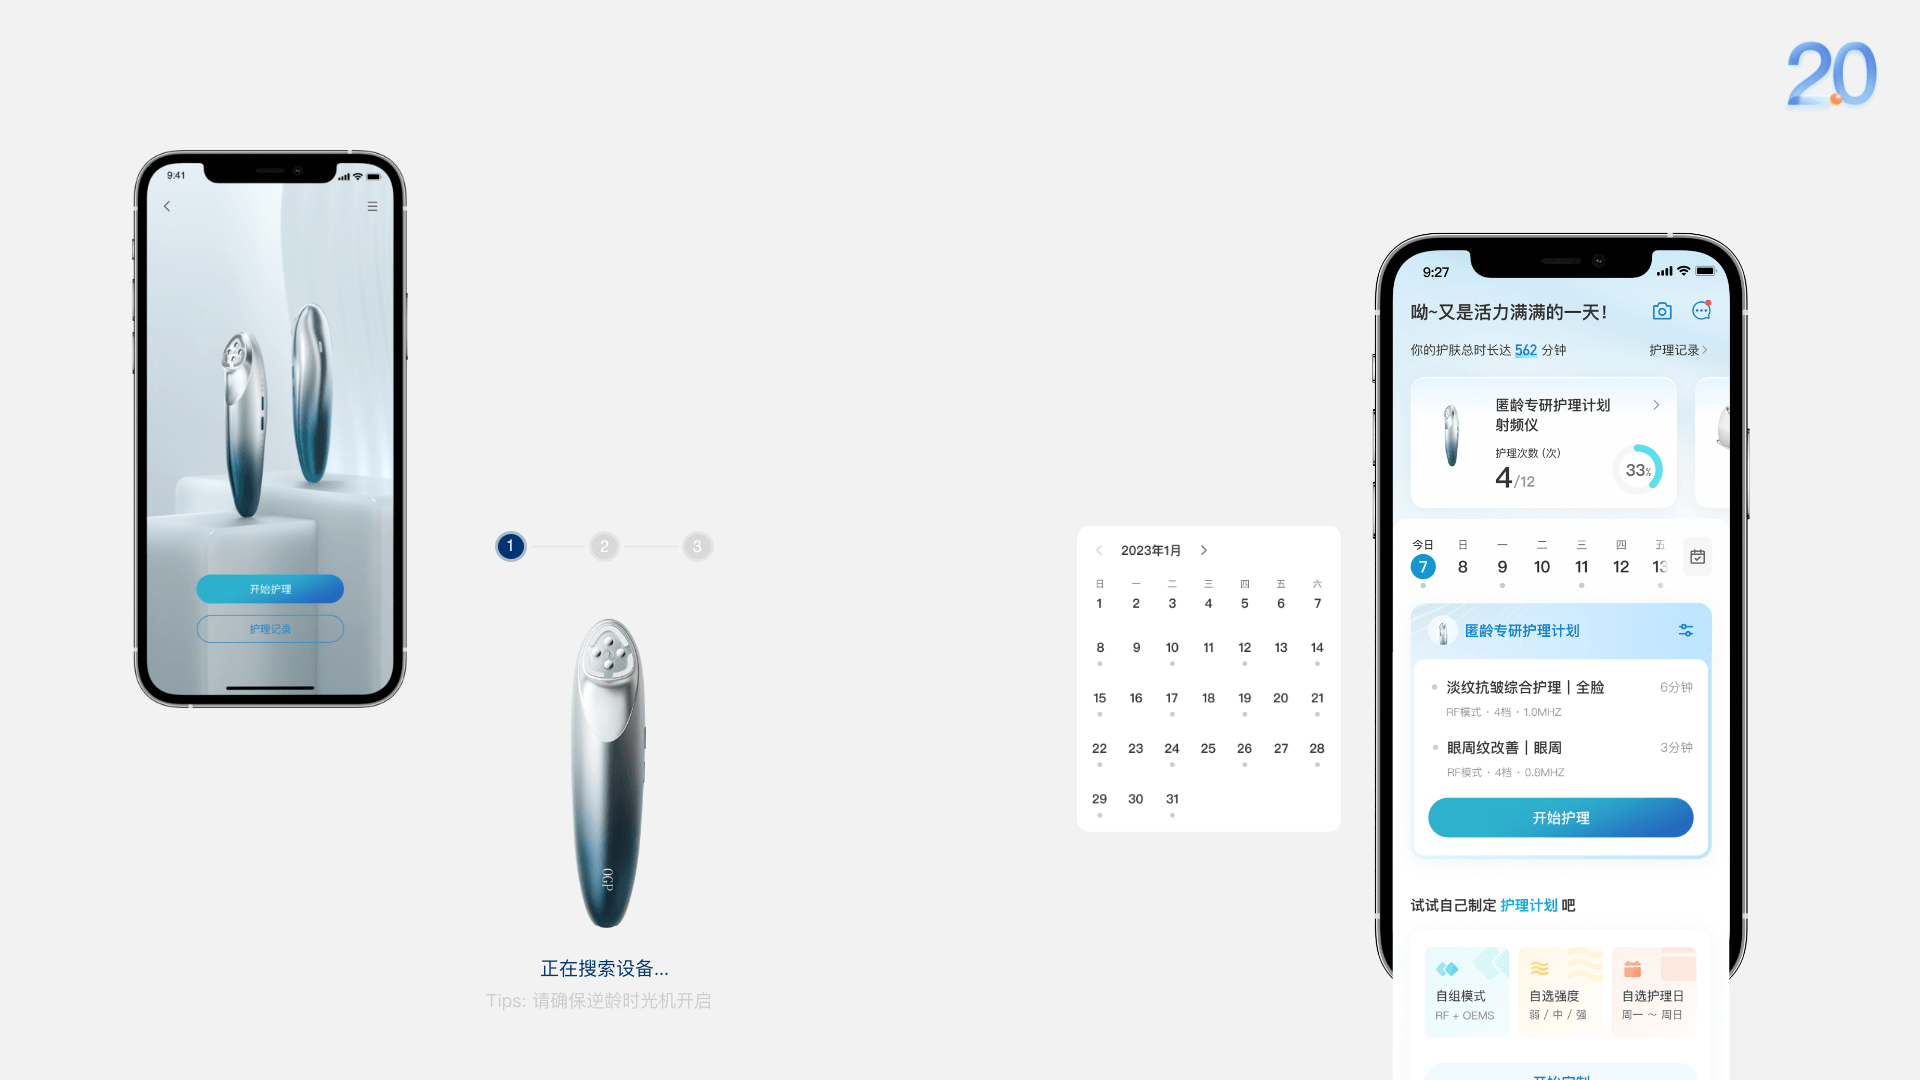 2.0
9:41
开始护理
护理记录
1 2 3
OGP
正在搜索设备...
Tips: 请确保逆龄时光机开启
2023年1月
日 一 二 三 四 五 六
1 2 3 4 5 6 7
8 9 10 11 12 13 14
15 16 17 18 19 20 21
22 23 24 25 26 27 28
29 30 31
9:27
呦~又是活力满满的一天!
你的护肤总时长达 562 分钟
护理记录
匿龄专研护理计划
射频仪
护理次数 (次)
4/12
33%
今日 日 一 二 三 四 五
7 8 9 10 11 12 13
匿龄专研护理计划
淡纹抗皱综合护理 | 全脸 6分钟
RF模式 · 4档 · 1.0MHZ
眼周纹改善 | 眼周 3分钟
RF模式 · 4档 · 0.8MHZ
开始护理
试试自己制定 护理计划 吧
自组模式 自选强度 自选护理日
RF + OEMS 弱 / 中 / 强 周一 ～ 周日